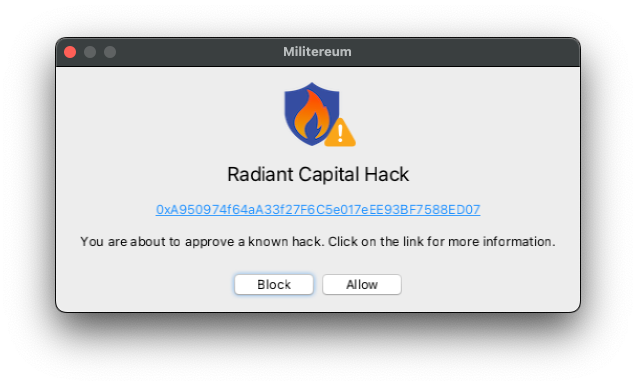 Militereum
Radiant Capital Hack
0xA950974f64aA33f27F6C5e017eEE93BF7588ED07
You are about to approve a known hack. Click on the link for more information.
Block
Allow